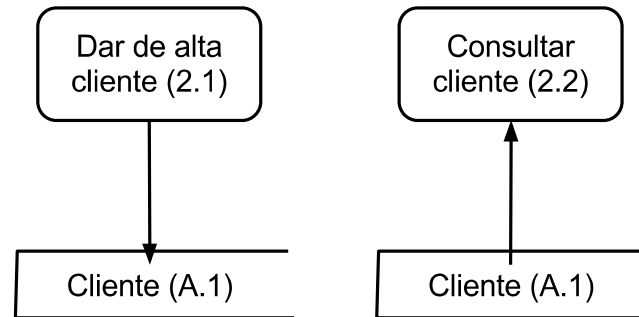 Dar de alta
cliente (2.1)
Consultar
cliente (2.2)
Cliente (A.1)
Cliente (A.1)